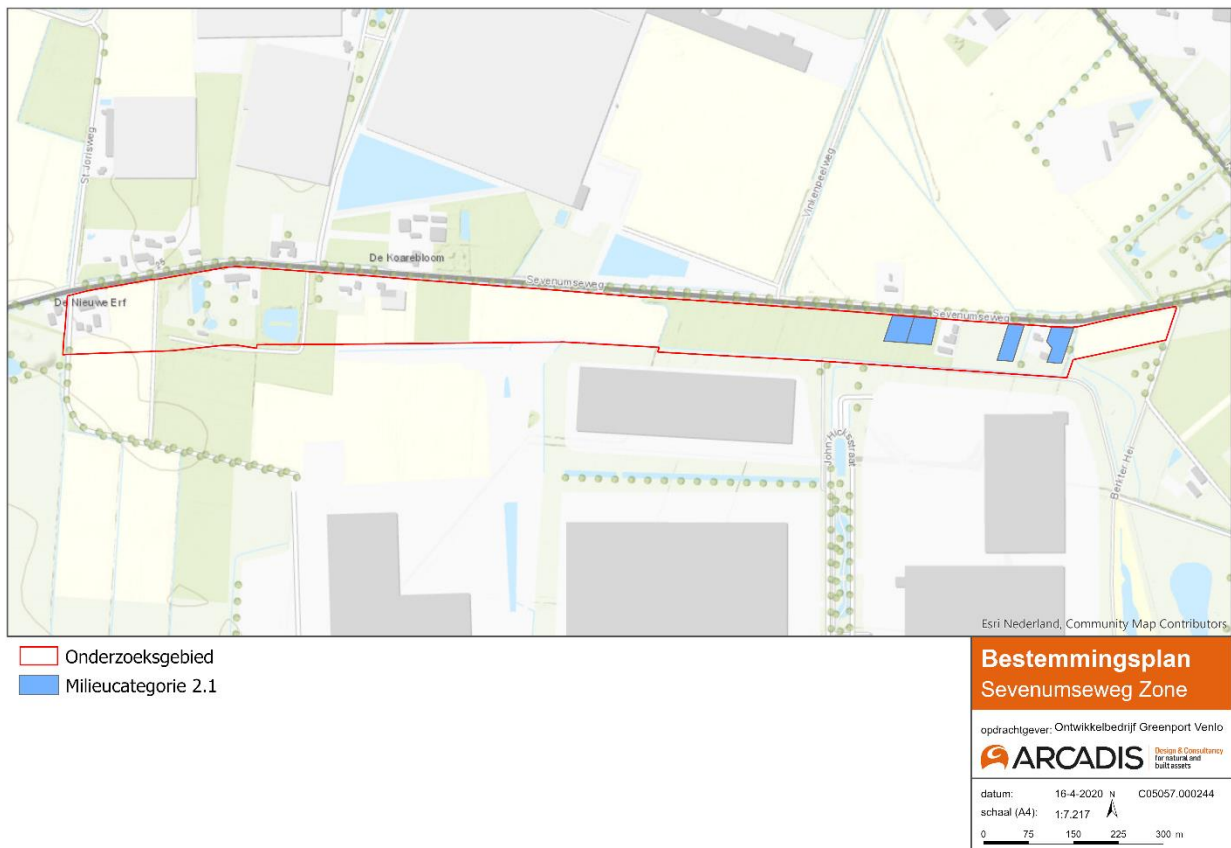 St Jorisweg
Vinkenpeelweg
De Koarebloom
Sevenumseweg
De Nieuwe Erf
Sevenumseweg
John Hicksstraat
Berkter Hei
Esri Nederland, Community Map Contributors
Onderzoeksgebied
Milieucategorie 2.1
Bestemmingsplan
Sevenumseweg Zone
opdrachtgever: Ontwikkelbedrijf Greenport Venlo
ARCADIS
Design & Consultancy
for natural and
built assets
datum: 16-4-2020 N C05057.000244
schaal (A4): 1:7.217
0 75 150 225 300 m